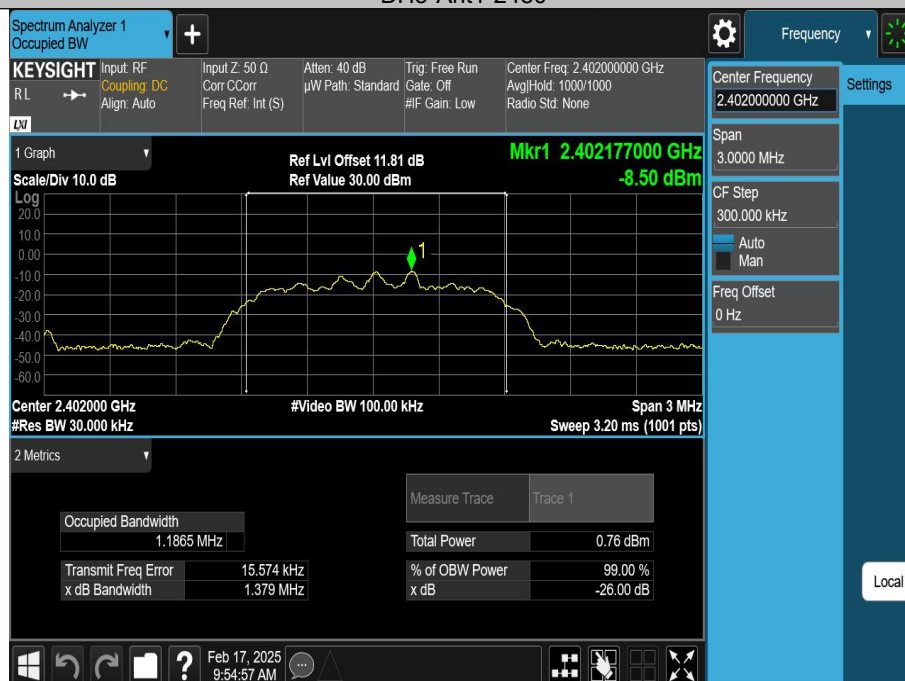 Spectrum Analyzer 1
Occupied BW
Frequency
KEYSIGHT
RL
LXI
Input: RF
Coupling: DC
Align: Auto
Input Z: 50 Ω
Corr CCorr
Freq Ref: Int (S)
Atten: 40 dB
µW Path: Standard
Trig: Free Run
Gate: Off
#IF Gain: Low
Center Freq: 2.402000000 GHz
Avg|Hold: 1000/1000
Radio Std: None
Center Frequency
2.402000000 GHz
Settings
Span
3.0000 MHz
CF Step
300.000 kHz
Auto
Man
Freq Offset
0 Hz
Local
1 Graph
Scale/Div 10.0 dB
Ref Lvl Offset 11.81 dB
Ref Value 30.00 dBm
Mkr1 2.402177000 GHz
-8.50 dBm
Log
20.0
10.0
0.00
-10.0
-20.0
-30.0
-40.0
-50.0
-60.0
1
Center 2.402000 GHz
#Video BW 100.00 kHz
Span 3 MHz
#Res BW 30.000 kHz
Sweep 3.20 ms (1001 pts)
2 Metrics
Measure Trace Trace 1
Occupied Bandwidth
1.1865 MHz
Total Power 0.76 dBm
Transmit Freq Error 15.574 kHz
% of OBW Power 99.00 %
x dB Bandwidth 1.379 MHz
x dB -26.00 dB
Feb 17, 2025
9:54:57 AM